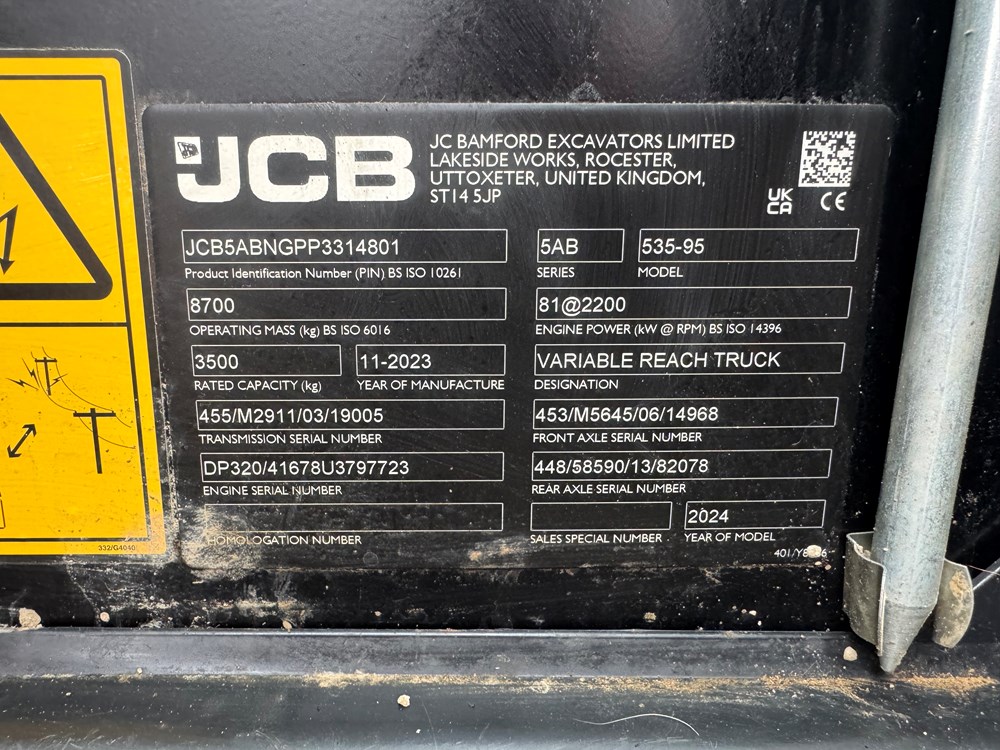 JCB
JC BAMFORD EXCAVATORS LIMITED
LAKESIDE WORKS, ROCESTER,
UTTOXETER, UNITED KINGDOM,
ST14 5JP
UK
CA CE
JCB5ABNGPP3314801 5AB 535-95
Product Identification Number (PIN) BS ISO 10261 SERIES MODEL
8700 81@2200
OPERATING MASS (kg) BS ISO 6016 ENGINE POWER (kW @ RPM) BS ISO 14396
3500 11-2023 VARIABLE REACH TRUCK
RATED CAPACITY (kg) YEAR OF MANUFACTURE DESIGNATION
455/M2911/03/19005 453/M5645/06/14968
TRANSMISSION SERIAL NUMBER FRONT AXLE SERIAL NUMBER
DP320/41678U3797723 448/58590/13/82078
ENGINE SERIAL NUMBER REAR AXLE SERIAL NUMBER
2024
HOMOLOGATION NUMBER SALES SPECIAL NUMBER YEAR OF MODEL
332/G4040